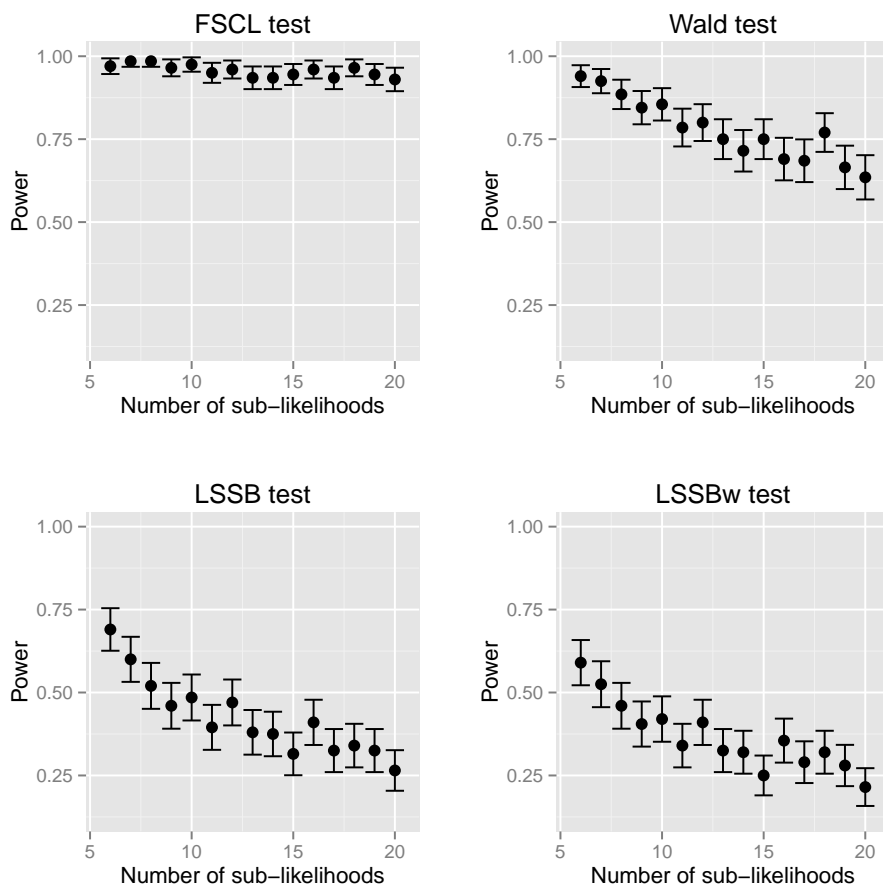 FSCL test
1.00
0.75
0.50
0.25
Power
5 10 15 20
Number of sub−likelihoods
Wald test
1.00
0.75
0.50
0.25
Power
5 10 15 20
Number of sub−likelihoods
LSSB test
1.00
0.75
0.50
0.25
Power
5 10 15 20
Number of sub−likelihoods
LSSBw test
1.00
0.75
0.50
0.25
Power
5 10 15 20
Number of sub−likelihoods